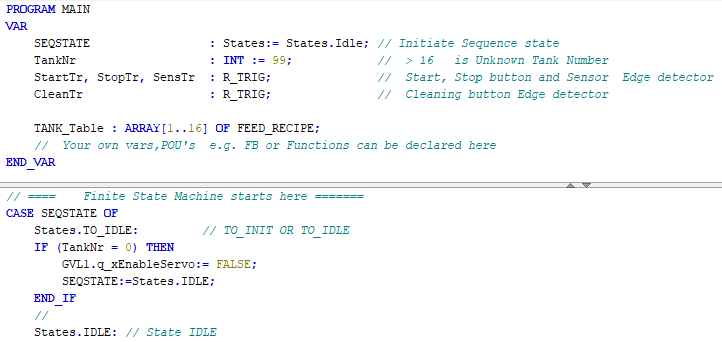 PROGRAM MAIN
VAR
SEQSTATE : States:= States.Idle; // Initiate Sequence state
TankNr : INT := 99; // > 16 is Unknown Tank Number
StartTr, StopTr, SensTr : R_TRIG; // Start, Stop button and Sensor Edge detector
CleanTr : R_TRIG; // Cleaning button Edge detector
TANK_Table : ARRAY[1..16] OF FEED_RECIPE;
// Your own vars,POU's e.g. FB or Functions can be declared here
END_VAR
// ==== Finite State Machine starts here =======
CASE SEQSTATE OF
States.TO_IDLE: // TO_INIT OR TO_IDLE
IF (TankNr = 0) THEN
GVL1.q_xEnableServo:= FALSE;
SEQSTATE:=States.IDLE;
END_IF
//
States.IDLE: // State IDLE